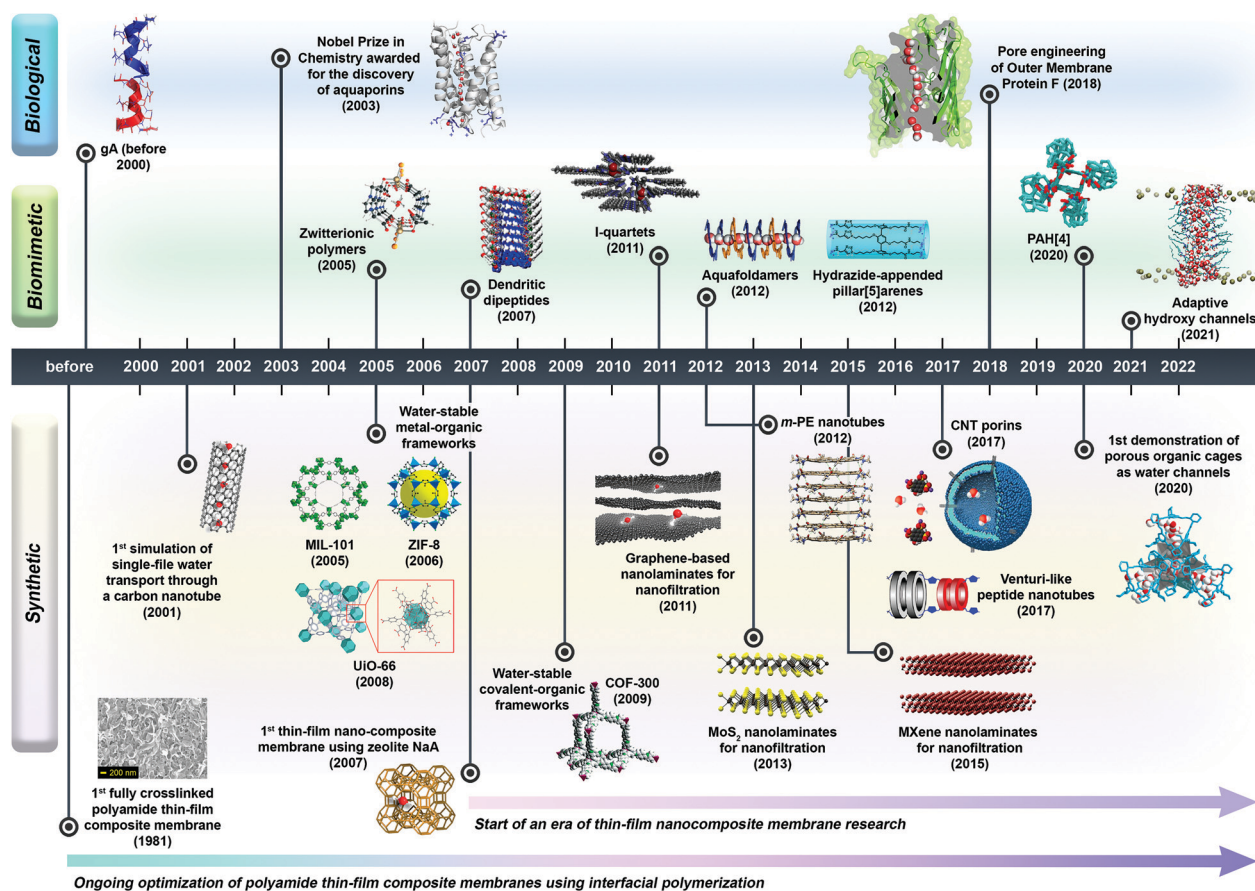 Biological
gA (before
2000)
Nobel Prize in
Chemistry awarded
for the discovery
of aquaporins
(2003)
Pore engineering
of Outer Membrane
Protein F (2018)
Biomimetic
Zwitterionic
polymers
(2005)
Dendritic
dipeptides
(2007)
I-quartets
(2011)
Aquafoldamers
(2012)
Hydrazide-appended
pillar[5]arenes
(2012)
PAH[4]
(2020)
Adaptive
hydroxy channels
(2021)
before 2000 2001 2002 2003 2004 2005 2006 2007 2008 2009 2010 2011 2012 2013 2014 2015 2016 2017 2018 2019 2020 2021 2022
Synthetic
1st simulation of
single-file water
transport through
a carbon nanotube
(2001)
Water-stable
metal-organic
frameworks
MIL-101
(2005)
ZIF-8
(2006)
UiO-66
(2008)
Graphene-based
nanolaminates for
nanofiltration
(2011)
m-PE nanotubes
(2012)
CNT porins
(2017)
Venturi-like
peptide nanotubes
(2017)
1st demonstration of
porous organic cages
as water channels
(2020)
200 nm
1st fully crosslinked
polyamide thin-film
composite membrane
(1981)
1st thin-film nano-composite
membrane using zeolite NaA
(2007)
Water-stable
covalent-organic
frameworks
COF-300
(2009)
MoS2 nanolaminates
for nanofiltration
(2013)
MXene nanolaminates
for nanofiltration
(2015)
Start of an era of thin-film nanocomposite membrane research
Ongoing optimization of polyamide thin-film composite membranes using interfacial polymerization